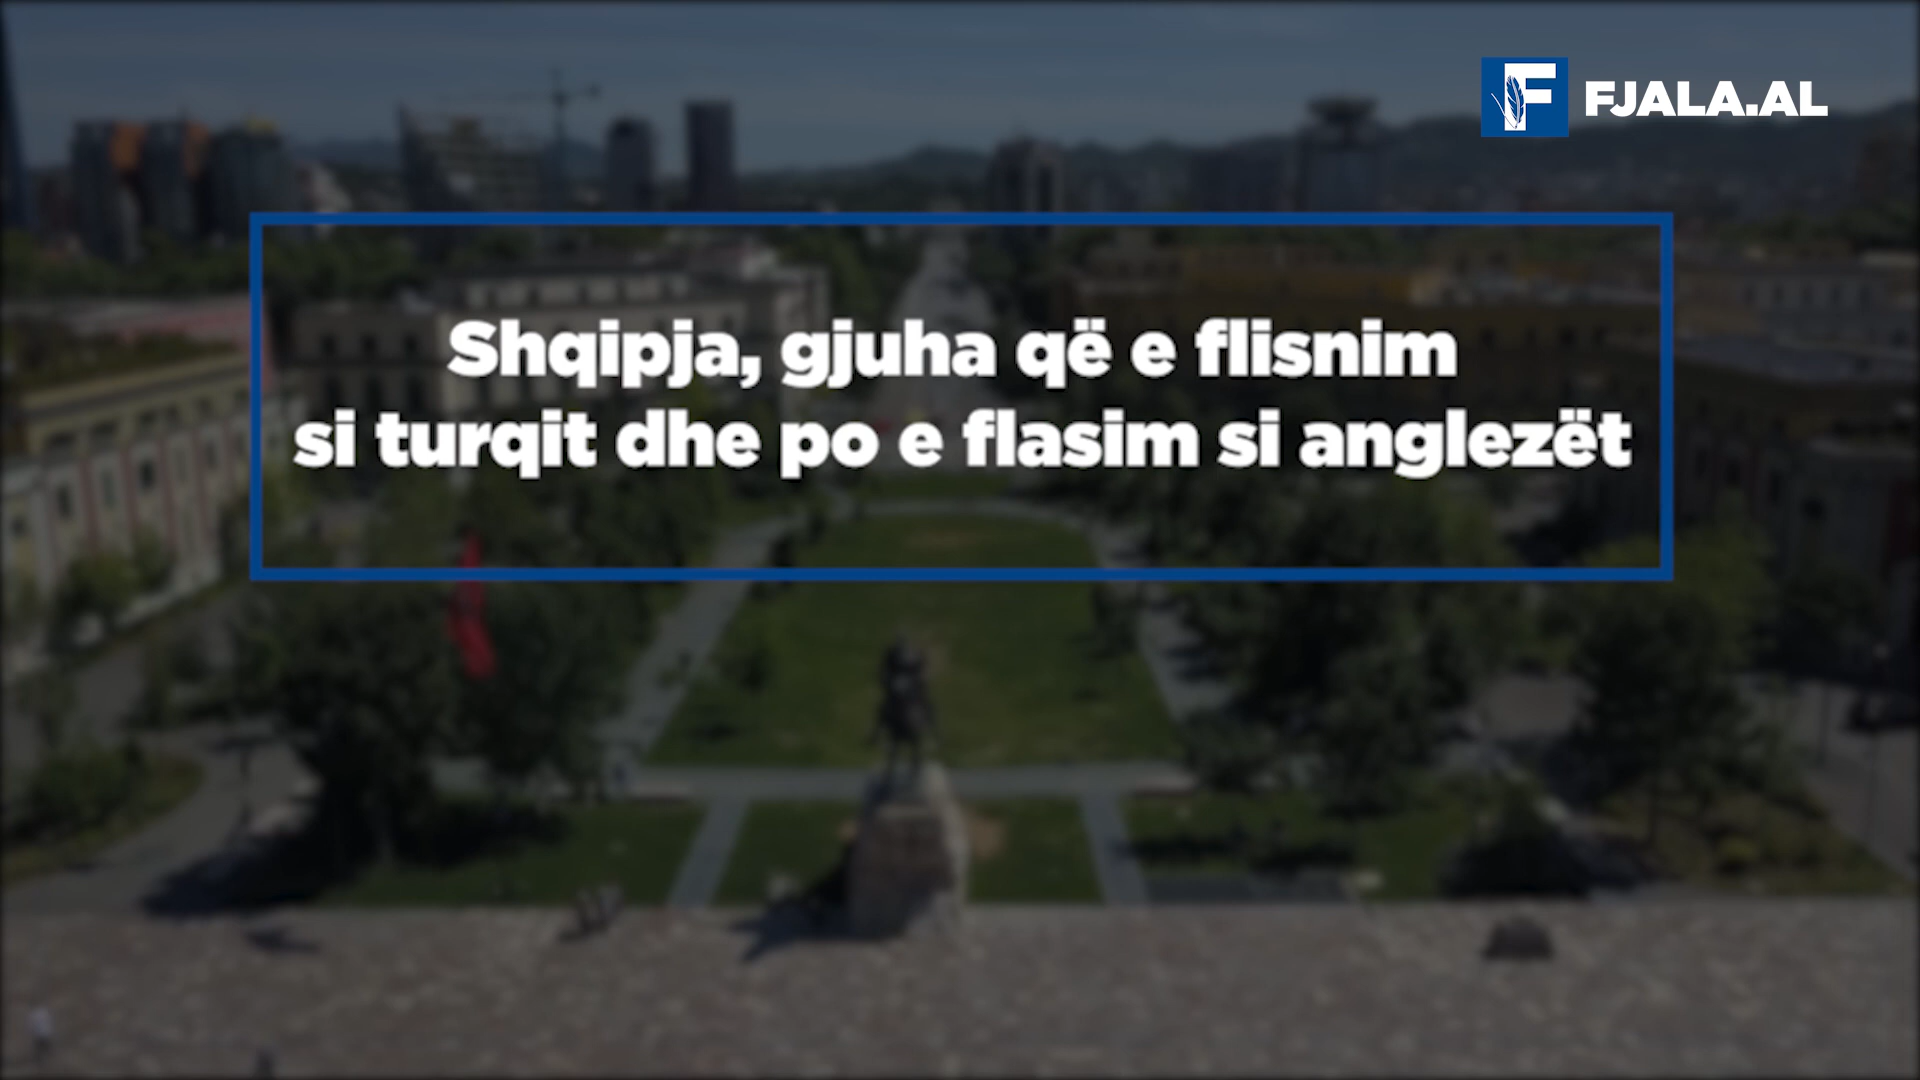 FJALA.AL
Shqipja, gjuha që e flisnim
si turqit dhe po e flasim si anglezët